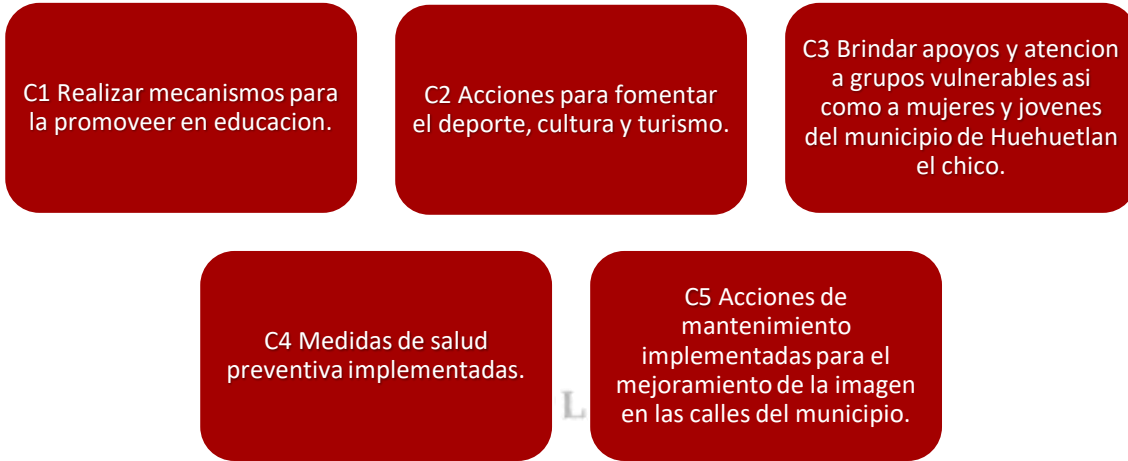 C1 Realizar mecanismos para
la promoveer en educacion.
C2 Acciones para fomentar
el deporte, cultura y turismo.
C3 Brindar apoyos y atencion
a grupos vulnerables asi
como a mujeres y jovenes
del municipio de Huehuetlan
el chico.
C4 Medidas de salud
preventiva implementadas.
C5 Acciones de
mantenimiento
implementadas para el
mejoramiento de la imagen
en las calles del municipio.
L